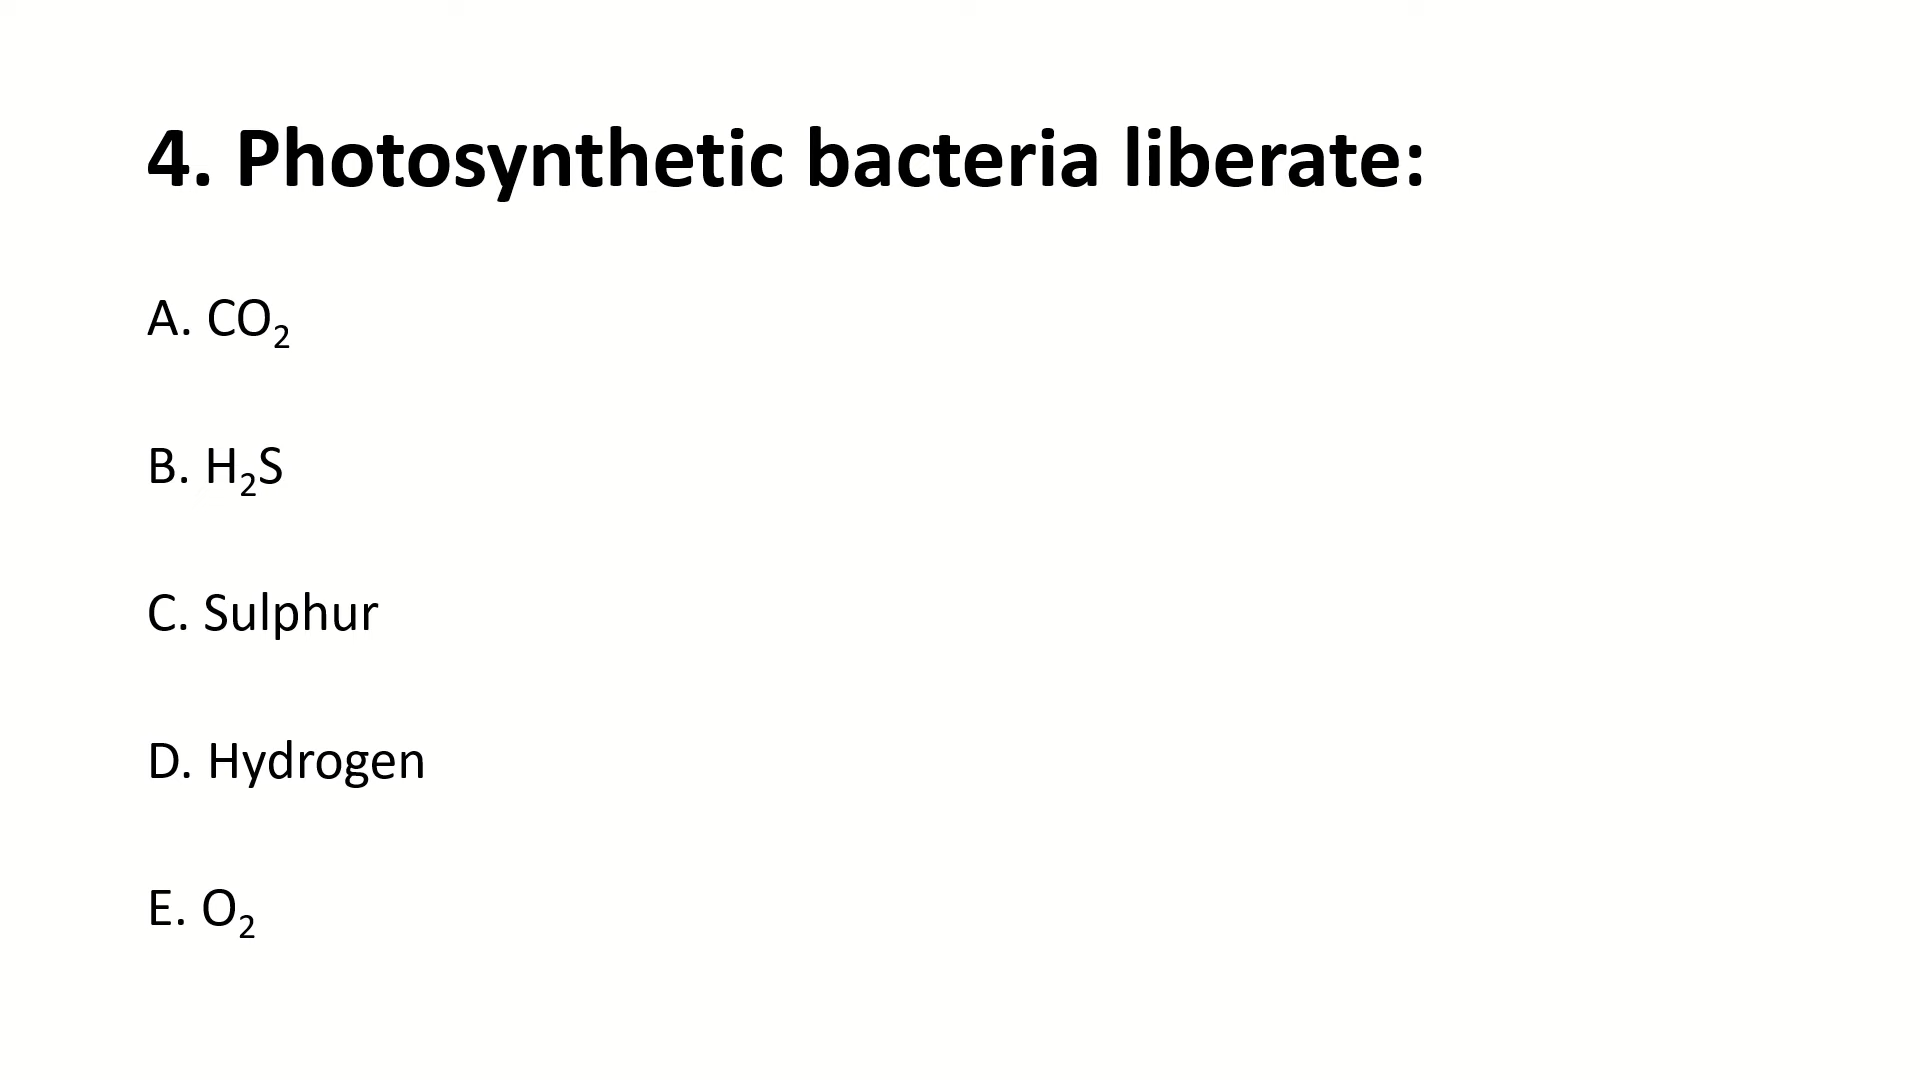 4. Photosynthetic bacteria liberate:
A. CO₂
B. H₂S
C. Sulphur
D. Hydrogen
E. O₂